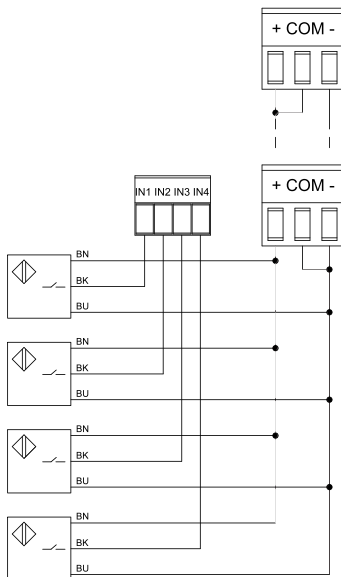 + COM -
+ COM -
IN1 IN2 IN3 IN4
BN
BK
BU
BN
BK
BU
BN
BK
BU
BN
BK
BU